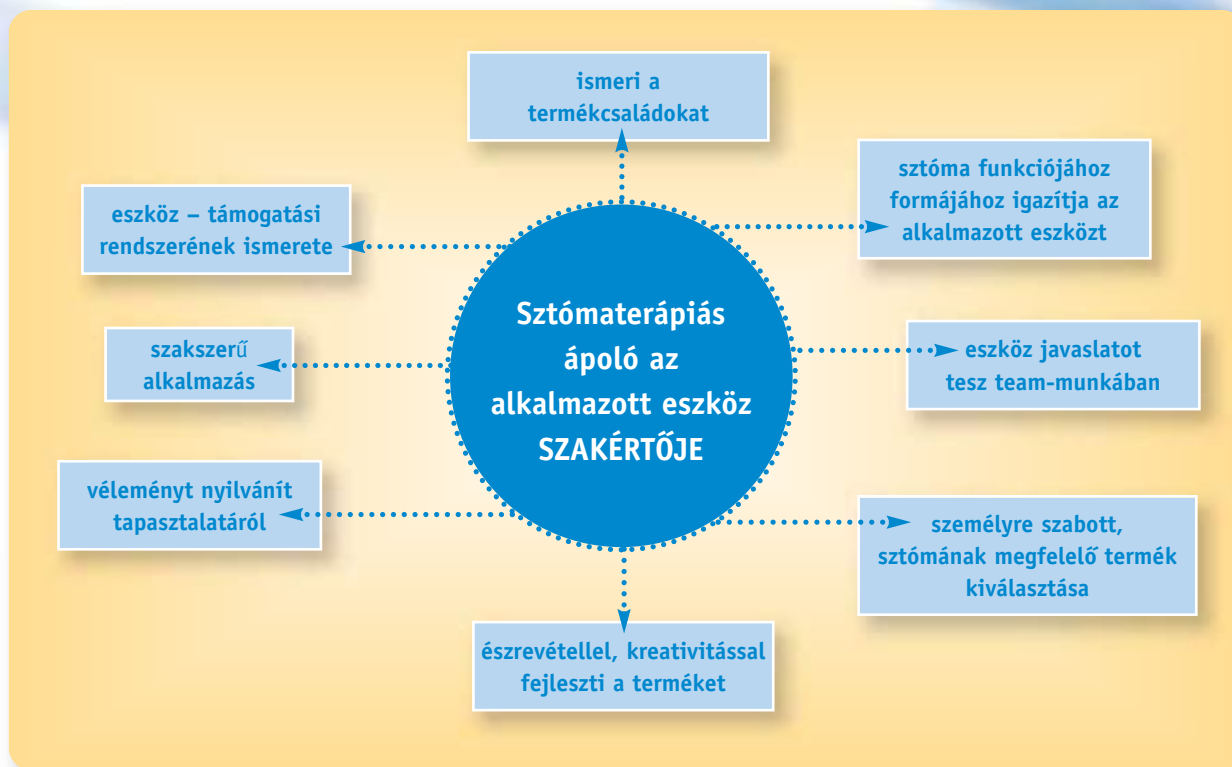 ismeri a
termékcsaládokat
sztóma funkciójához
formájához igazítja az
alkalmazott eszközt
eszköz – támogatási
rendszerének ismerete
Sztómaterápiás
ápoló az
alkalmazott eszköz
SZAKÉRTŐJE
szakszerű
alkalmazás
eszköz javaslatot
tesz team-munkában
véleményt nyilvánít
tapasztalatáról
személyre szabott,
sztómának megfelelő termék
kiválasztása
észrevétellel, kreativitással
fejleszti a terméket